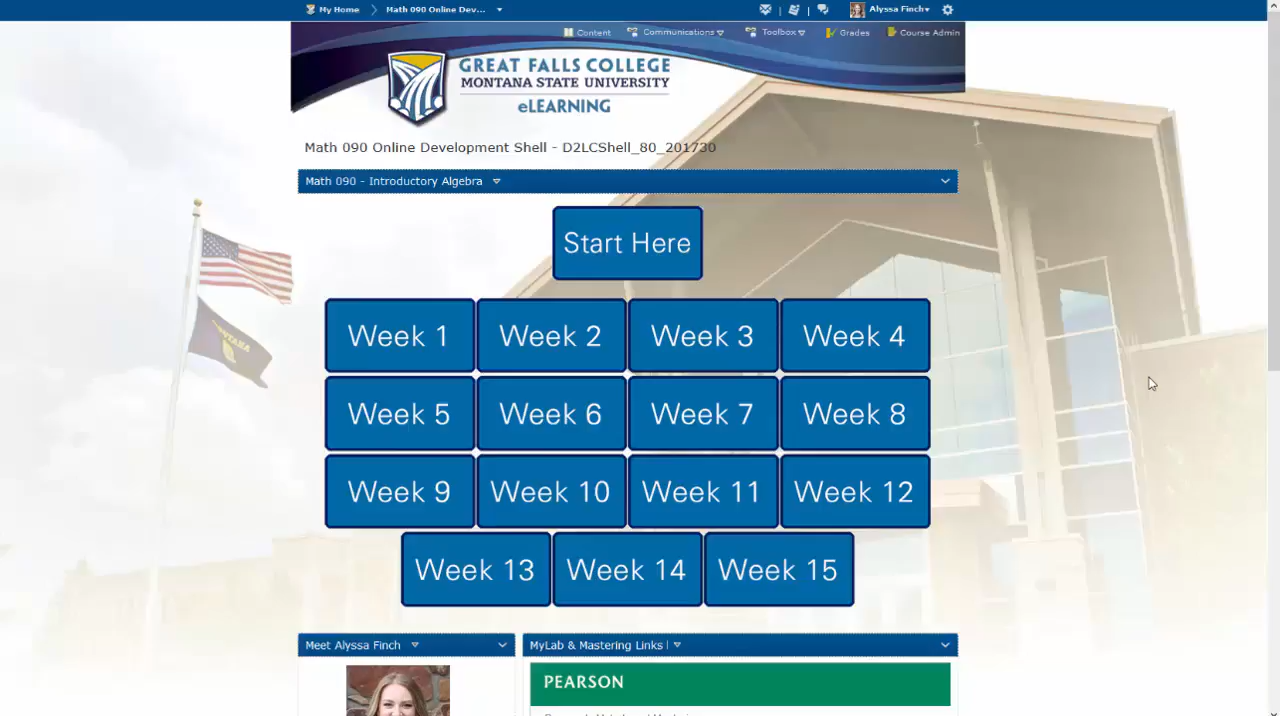 My Home
Math 090 Online Dev...
Alyssa Finch
Content
Communications
Toolbox
Grades
Course Admin
GREAT FALLS COLLEGE
MONTANA STATE UNIVERSITY
eLEARNING
Math 090 Online Development Shell - D2LCShell_80_201730
Math 090 - Introductory Algebra
Start Here
Week 1
Week 2
Week 3
Week 4
Week 5
Week 6
Week 7
Week 8
Week 9
Week 10
Week 11
Week 12
Week 13
Week 14
Week 15
Meet Alyssa Finch
MyLab & Mastering Links |
PEARSON